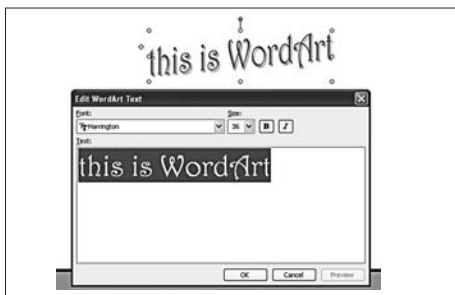 this is WordArt
Edit WordArt Text
Font: Size:
Harrington 36 B I
Text:
this is WordArt
OK Cancel Preview